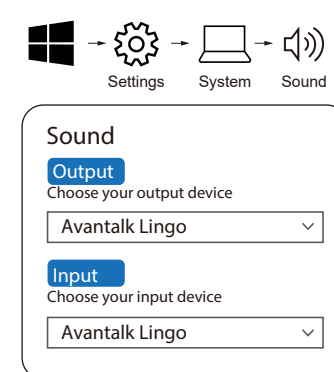 Settings System Sound
Sound
Output
Choose your output device
Avantalk Lingo
Input
Choose your input device
Avantalk Lingo